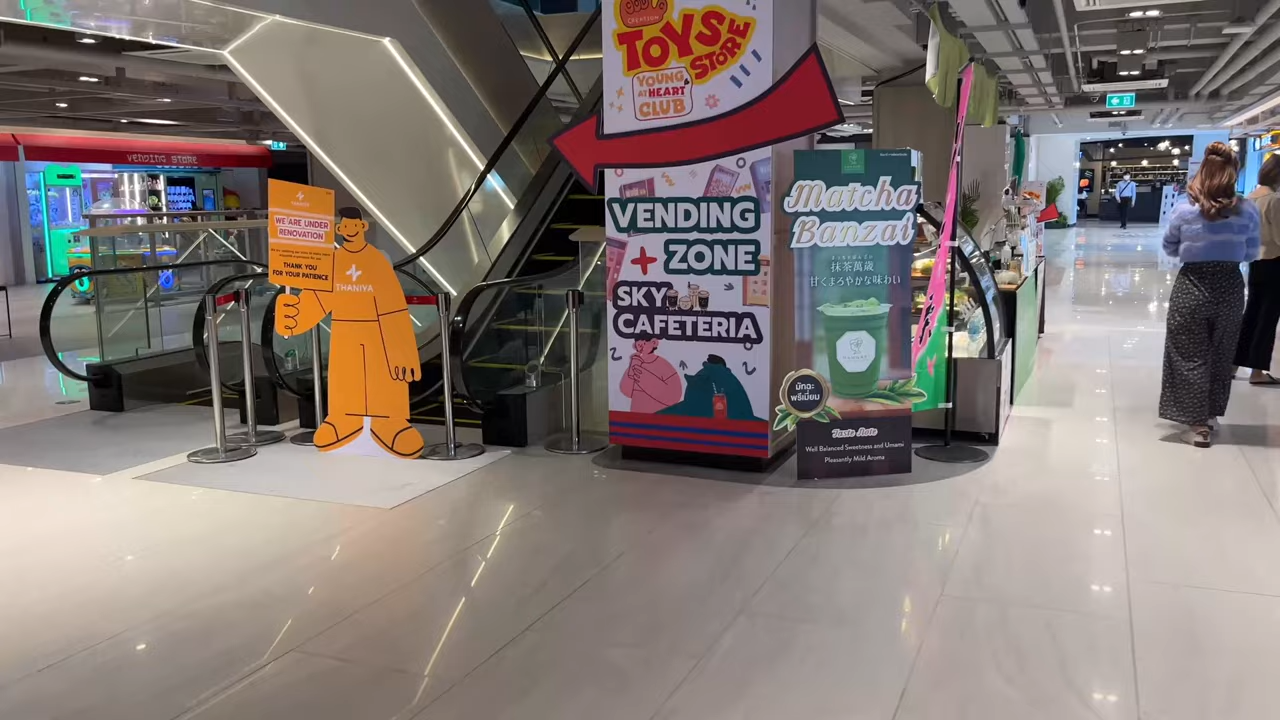 CREATION
TOYS
STORE
YOUNG
AT HEART
CLUB
VENDING STORE
THANIYA
WE ARE UNDER
RENOVATION
THANK YOU
FOR YOUR PATIENCE
THANIYA
VENDING
+ ZONE
SKY
CAFETERIA
Matcha
Banzai
抹茶萬歳
甘くまろやかな味わい
มัทฉะ
พรีเมี่ยม
Taste Note
Well Balanced Sweetness and Umami
Pleasantly Mild Aroma